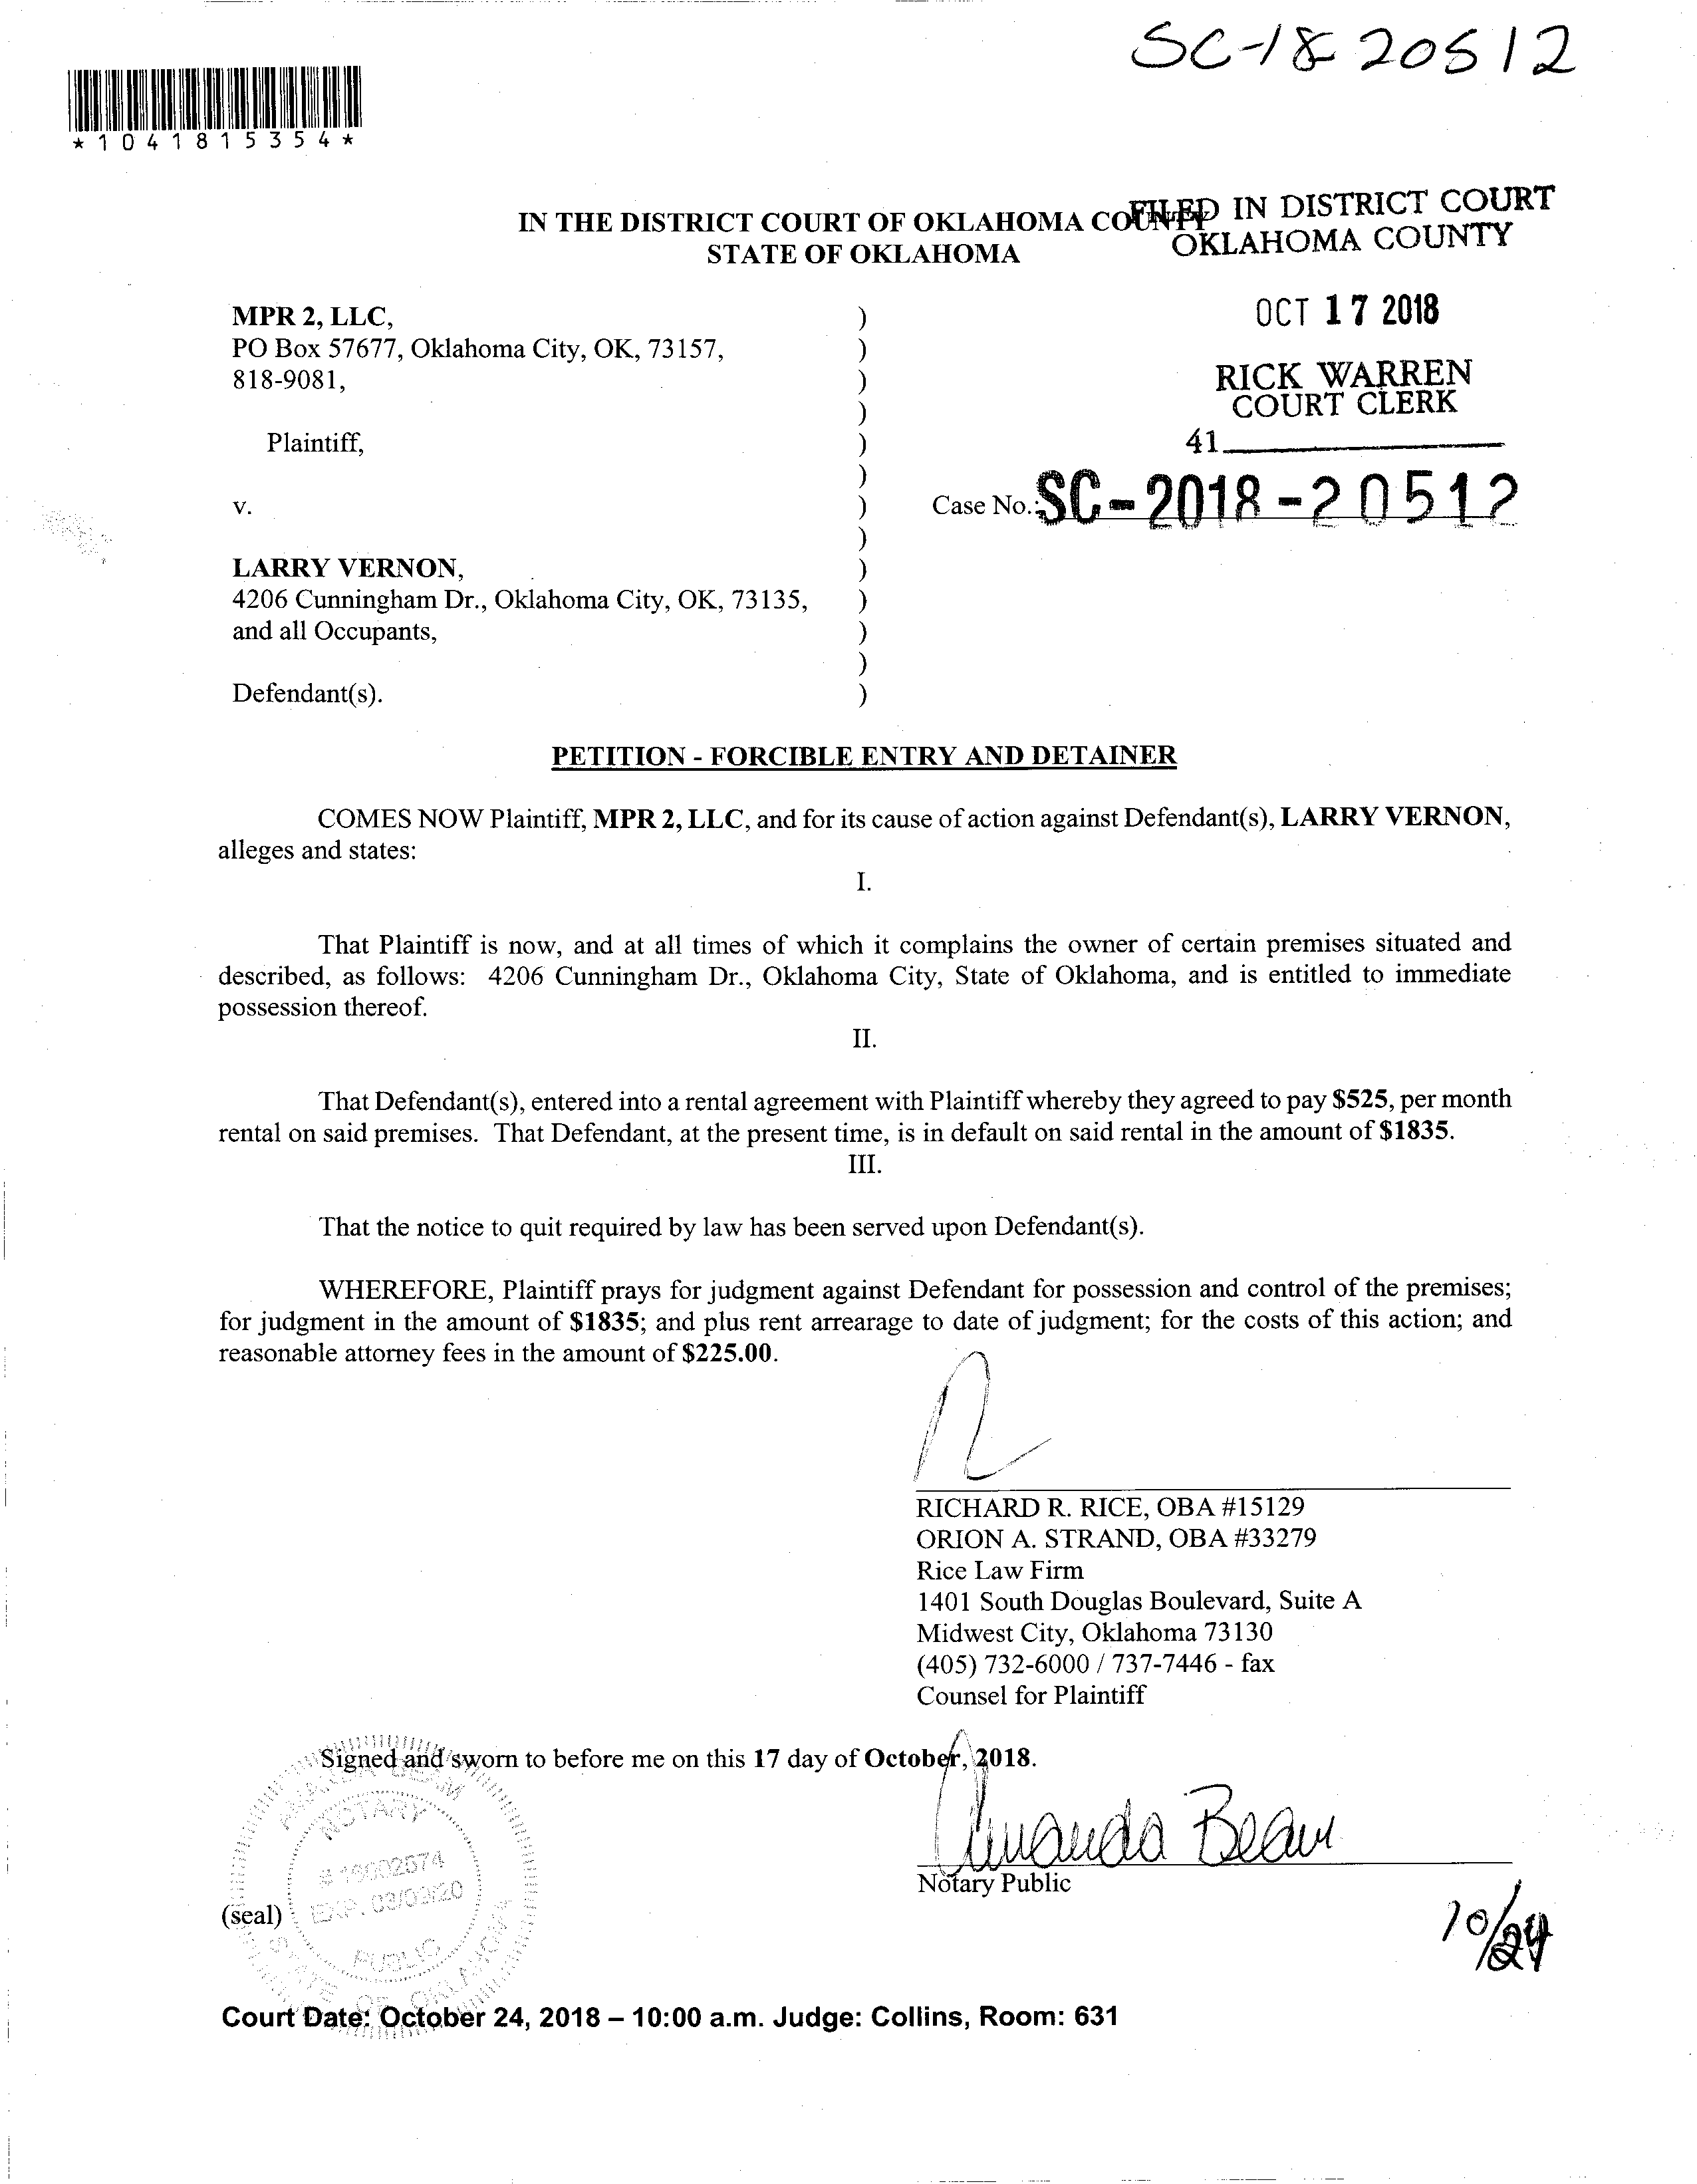 SC-18-20512
*1041815354*
IN THE DISTRICT COURT OF OKLAHOMA COUNTY
STATE OF OKLAHOMA
FILED IN DISTRICT COURT
OKLAHOMA COUNTY
OCT 17 2018
RICK WARREN
COURT CLERK
41
MPR 2, LLC, )
PO Box 57677, Oklahoma City, OK, 73157, )
818-9081, )
)
Plaintiff, )
)
v. ) Case No.: SC-2018-20512
)
LARRY VERNON, )
4206 Cunningham Dr., Oklahoma City, OK, 73135, )
and all Occupants, )
)
Defendant(s). )
PETITION - FORCIBLE ENTRY AND DETAINER
COMES NOW Plaintiff, MPR 2, LLC, and for its cause of action against Defendant(s), LARRY VERNON,
alleges and states:
I.
That Plaintiff is now, and at all times of which it complains the owner of certain premises situated and
described, as follows: 4206 Cunningham Dr., Oklahoma City, State of Oklahoma, and is entitled to immediate
possession thereof.
II.
That Defendant(s), entered into a rental agreement with Plaintiff whereby they agreed to pay $525, per month
rental on said premises. That Defendant, at the present time, is in default on said rental in the amount of $1835.
III.
That the notice to quit required by law has been served upon Defendant(s).
WHEREFORE, Plaintiff prays for judgment against Defendant for possession and control of the premises;
for judgment in the amount of $1835; and plus rent arrearage to date of judgment; for the costs of this action; and
reasonable attorney fees in the amount of $225.00.
RICHARD R. RICE, OBA #15129
ORION A. STRAND, OBA #33279
Rice Law Firm
1401 South Douglas Boulevard, Suite A
Midwest City, Oklahoma 73130
(405) 732-6000 / 737-7446 - fax
Counsel for Plaintiff
Signed and sworn to before me on this 17 day of October, 2018.
Amanda Beam
Notary Public
AMANDA BEAM
NOTARY
EXP. 03/03/20
PUBLIC
STATE OF OKLAHOMA
(seal)
10/24
Court Date: October 24, 2018 – 10:00 a.m. Judge: Collins, Room: 631